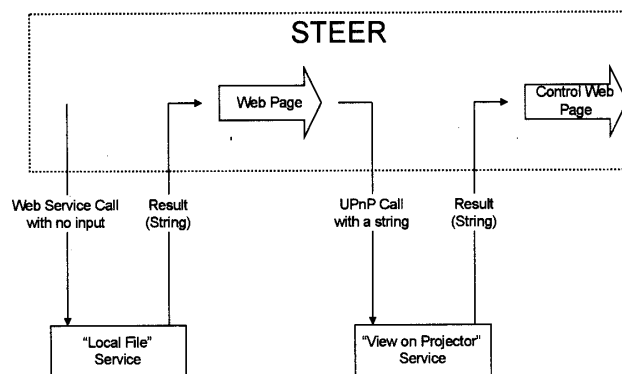 STEER
Web Page
Control Web
Page
Web Service Call
with no input
Result
(String)
UPnP Call
with a string
Result
(String)
"Local File"
Service
"View on Projector"
Service